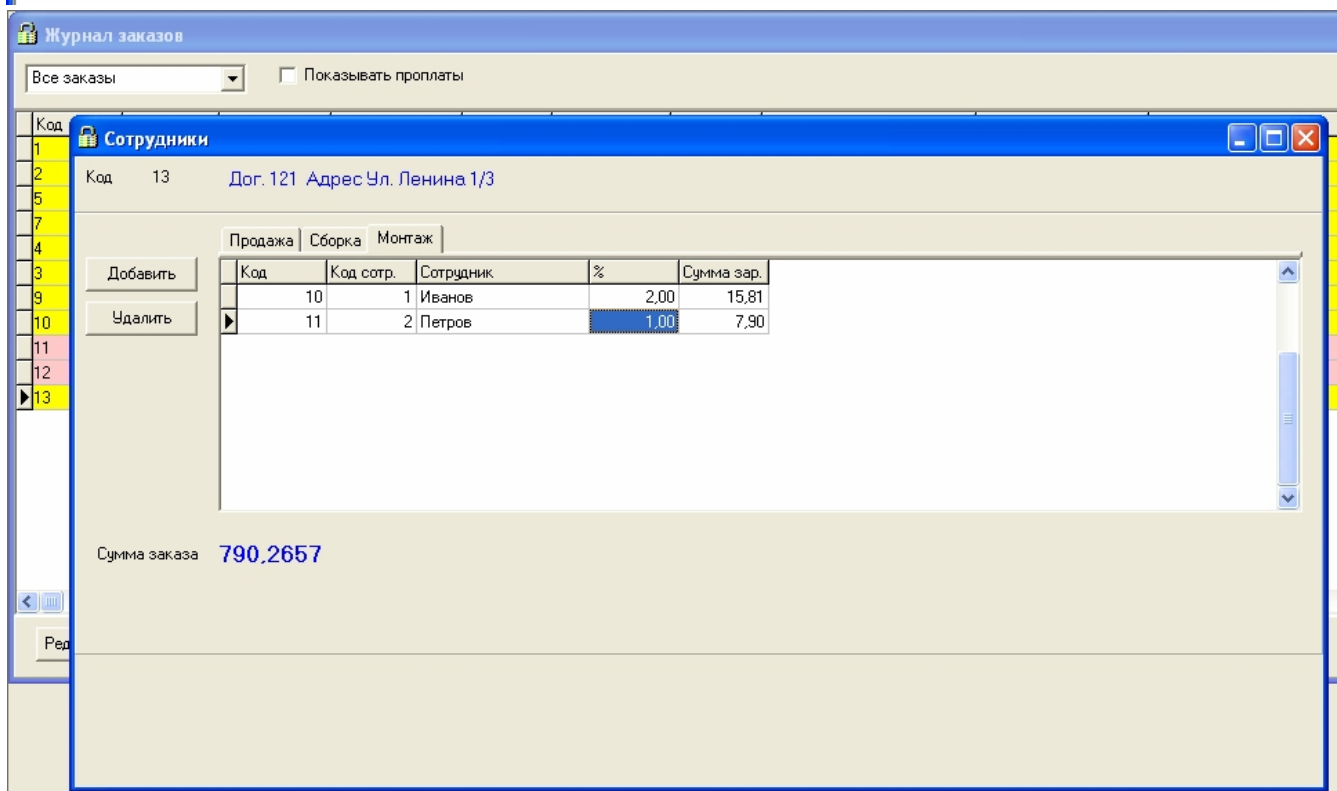 Журнал заказов
Все заказы Показывать проплаты
Код
Сотрудники
1
2
5
7
4
3
9
10
11
12
13
Код 13 Дог. 121 Адрес Ул. Ленина 1/3
Продажа Сборка Монтаж
Добавить
Удалить
Код Код сотр. Сотрудник % Сумма зар.
10 1 Иванов 2,00 15,81
11 2 Петров 1,00 7,90
Сумма заказа 790,2657
Ред